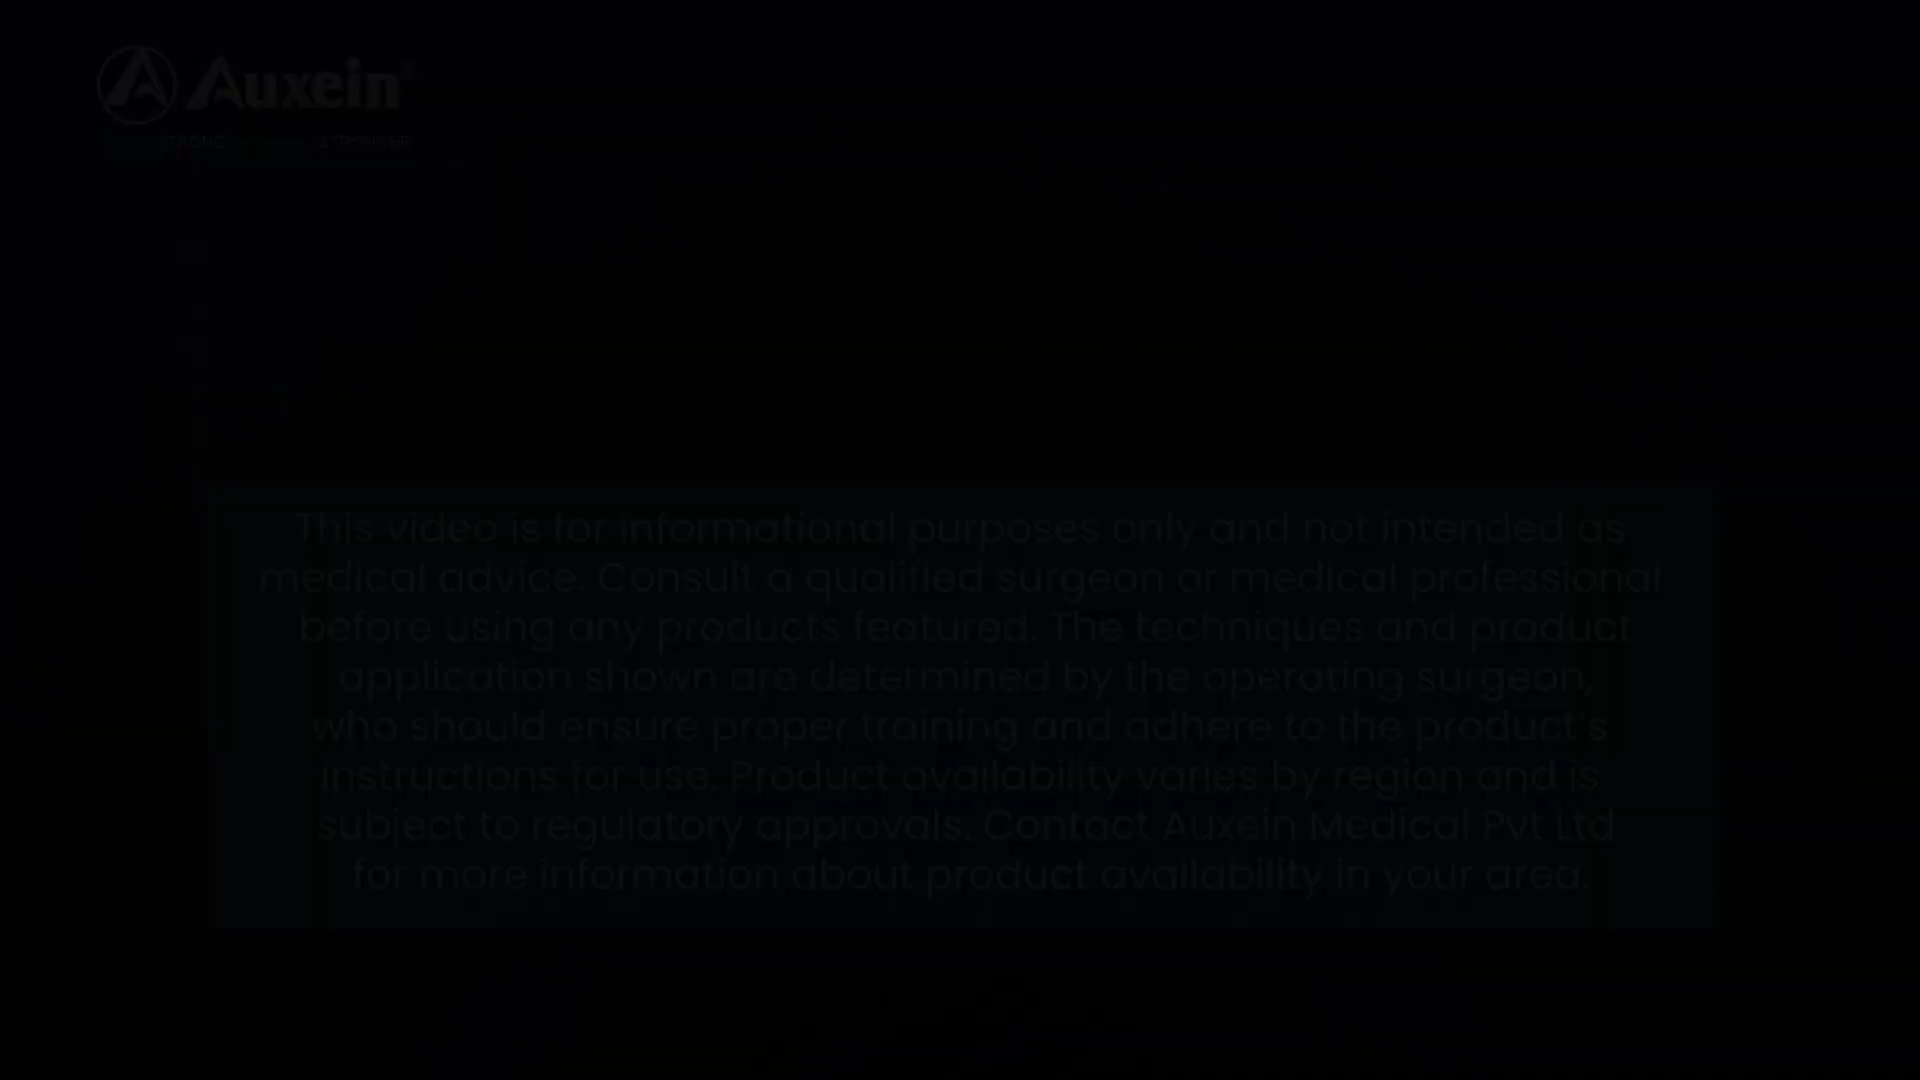 Auxein
STRONG STRONGER
This video is for informational purposes only and not intended as
medical advice. Consult a qualified surgeon or medical professional
before using any products featured. The techniques and product
application shown are determined by the operating surgeon,
who should ensure proper training and adhere to the product's
instructions for use. Product availability varies by region and is
subject to regulatory approvals. Contact Auxein Medical Pvt Ltd
for more information about product availability in your area.